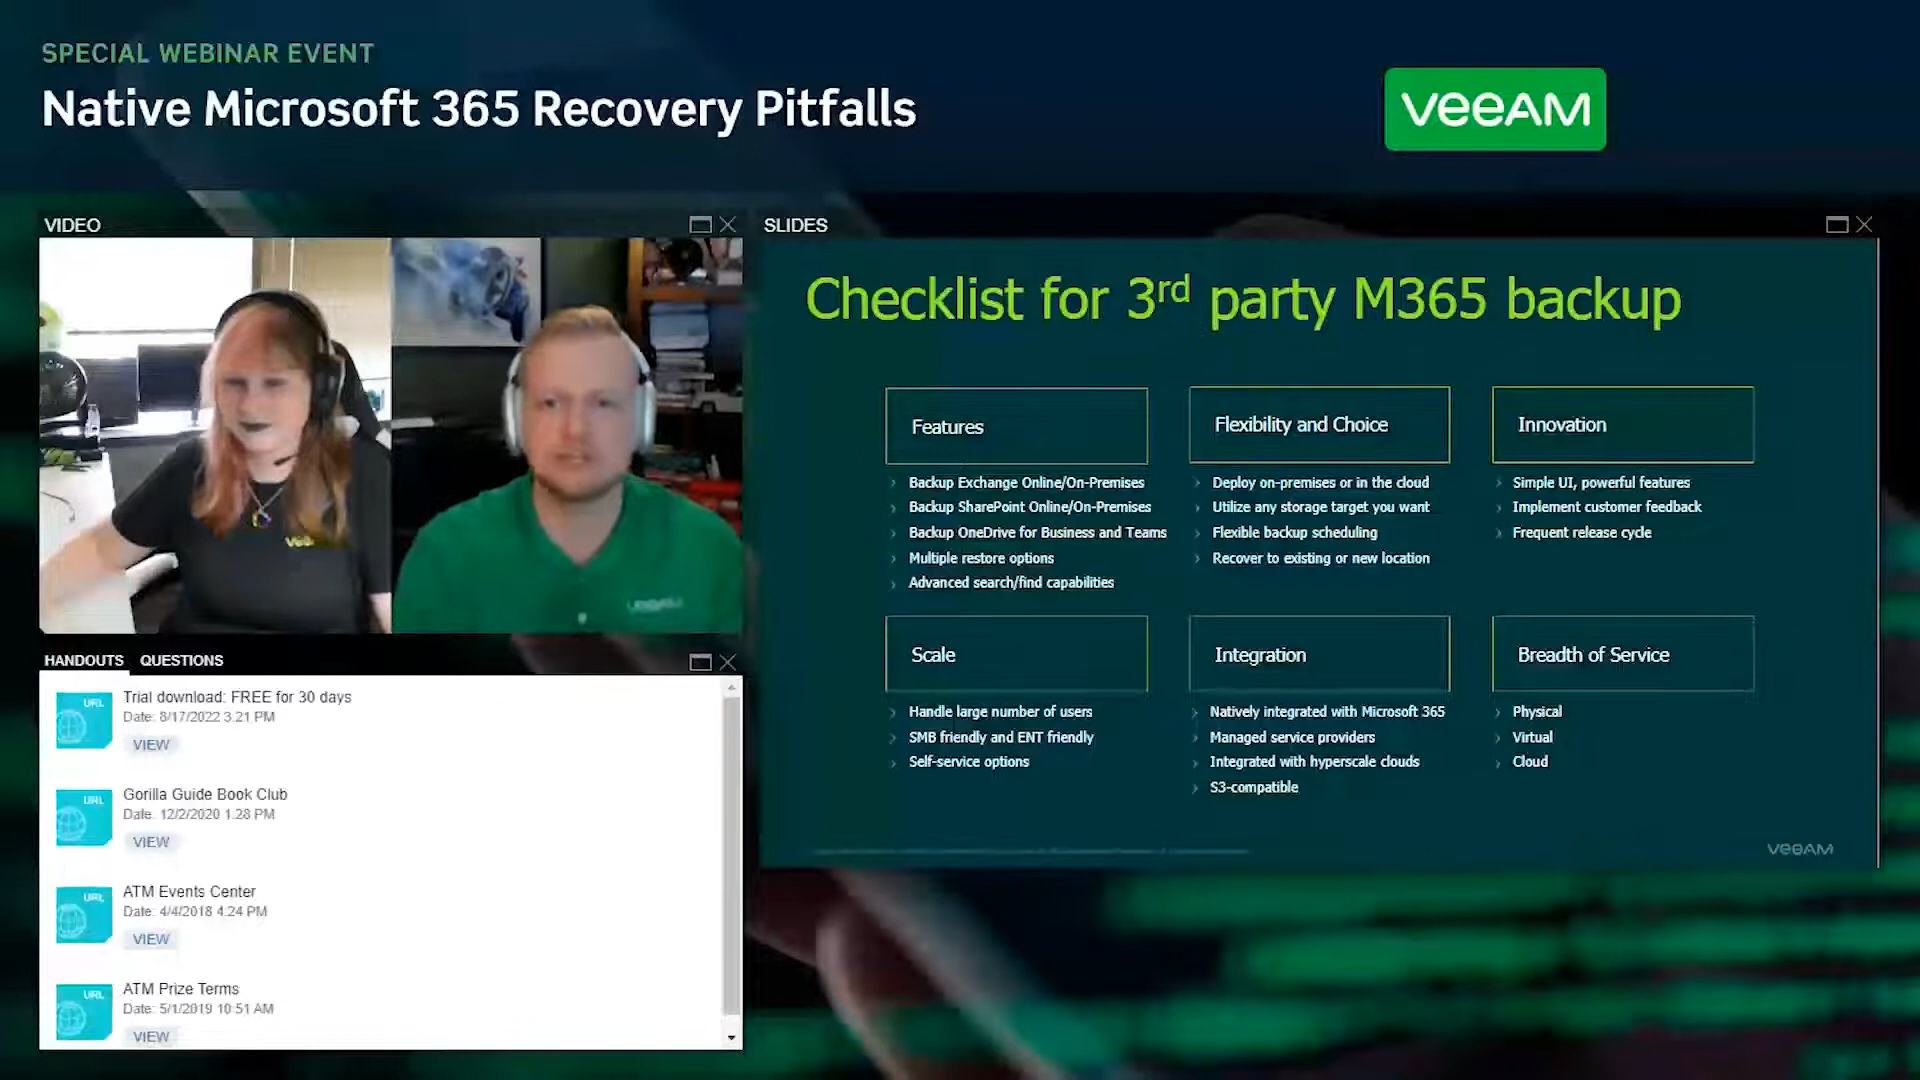 SPECIAL WEBINAR EVENT
Native Microsoft 365 Recovery Pitfalls
veeAM
VIDEO
SLIDES
Checklist for 3rd party M365 backup
Features
Backup Exchange Online/On-Premises
Backup SharePoint Online/On-Premises
Backup OneDrive for Business and Teams
Multiple restore options
Advanced search/find capabilities
Flexibility and Choice
Deploy on-premises or in the cloud
Utilize any storage target you want
Flexible backup scheduling
Recover to existing or new location
Innovation
Simple UI, powerful features
Implement customer feedback
Frequent release cycle
Scale
Handle large number of users
SMB friendly and ENT friendly
Self-service options
Integration
Natively integrated with Microsoft 365
Managed service providers
Integrated with hyperscale clouds
S3-compatible
Breadth of Service
Physical
Virtual
Cloud
veeAM
HANDOUTS QUESTIONS
URL
Trial download: FREE for 30 days
Date: 8/17/2022 3:21 PM
VIEW
URL
Gorilla Guide Book Club
Date: 12/2/2020 1:28 PM
VIEW
URL
ATM Events Center
Date: 4/4/2018 4:24 PM
VIEW
URL
ATM Prize Terms
Date: 5/1/2019 10:51 AM
VIEW